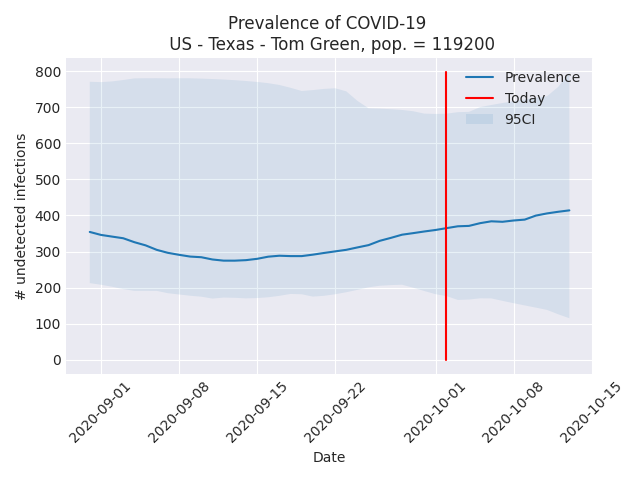 Prevalence of COVID-19
US - Texas - Tom Green, pop. = 119200
800
700
600
500
400
300
200
100
0
# undetected infections
Prevalence
Today
95CI
2020-09-01
2020-09-08
2020-09-15
2020-09-22
2020-10-01
2020-10-08
2020-10-15
Date